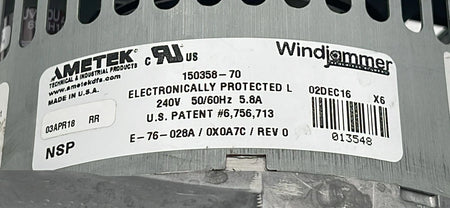 AMETEK
TECHNICAL & INDUSTRIAL PRODUCTS
www.ametekdfs.com
MADE IN U.S.A.
C RU US
Windjammer
150358-70
ELECTRONICALLY PROTECTED L
240V 50/60Hz 5.8A
U.S. PATENT #6,756,713
E-76-028A / 0X0A7C / REV 0
02DEC16 X6
013548
03APR18 RR
NSP